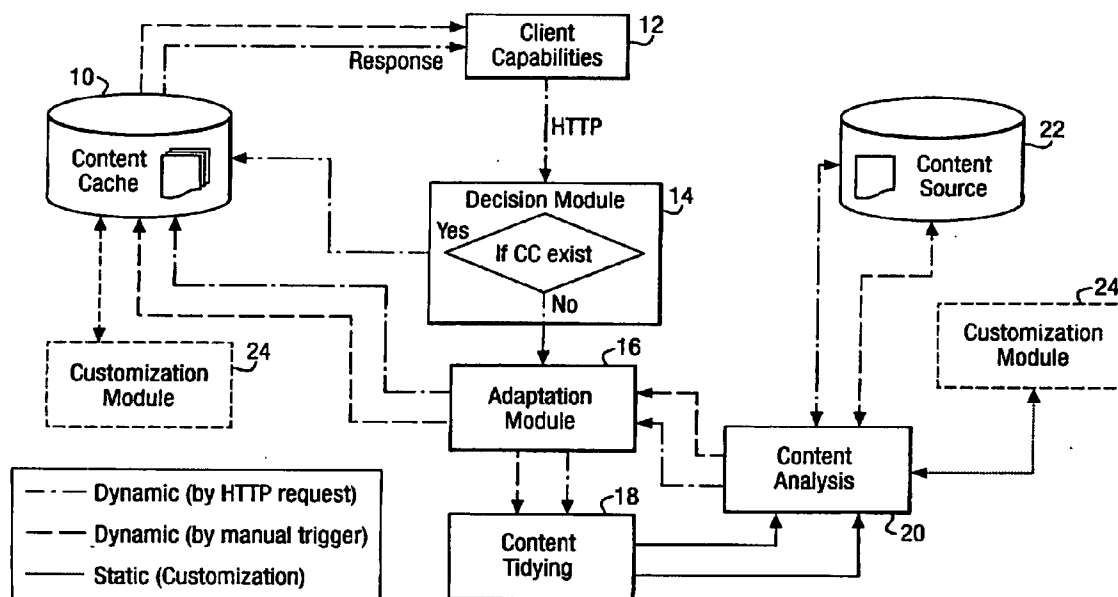 12
Client
Capabilities
Response
10
HTTP
Content
Cache
22
Content
Source
Decision Module
14
Yes
If CC exist
No
24
Customization
Module
24
Customization
Module
16
Adaptation
Module
Content
Analysis
20
18
Content
Tidying
Dynamic (by HTTP request)
Dynamic (by manual trigger)
Static (Customization)